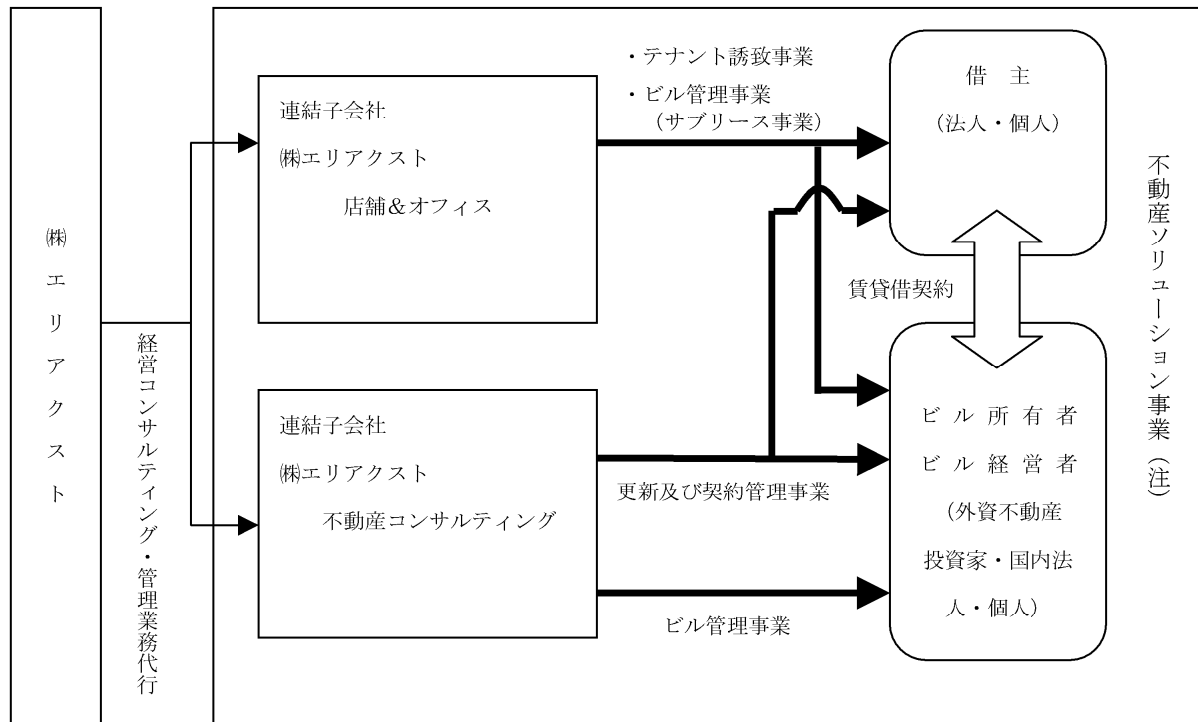 ㈱エリアクスト
経営コンサルティング・管理業務代行
連結子会社
㈱エリアクスト
店舗＆オフィス
連結子会社
㈱エリアクスト
不動産コンサルティング
・テナント誘致事業
・ビル管理事業
（サブリース事業）
更新及び契約管理事業
ビル管理事業
借　主
（法人・個人）
賃貸借契約
ビル所有者
ビル経営者
（外資不動産
投資家・国内法
人・個人）
不動産ソリューション事業（注）